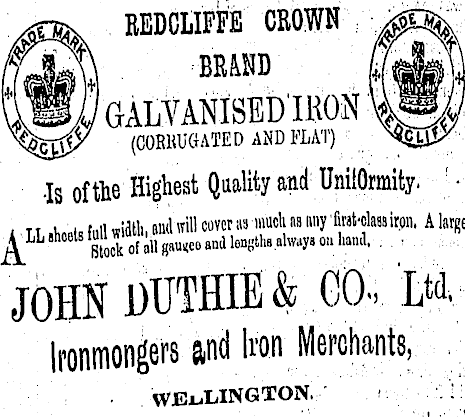 REDCLIFFE CROWN
BRAND
GALVANISED IRON
(CORRUGATED AND FLAT)
TRADE MARK
REDCLIFFE
TRADE MARK
REDCLIFFE
Is of the Highest Quality and Uniformity.
ALL sheets full width, and will cover as much as any first-class iron. A large
Stock of all gauges and lengths always on hand.
JOHN DUTHIE & CO., Ltd.
Ironmongers and Iron Merchants,
WELLINGTON.